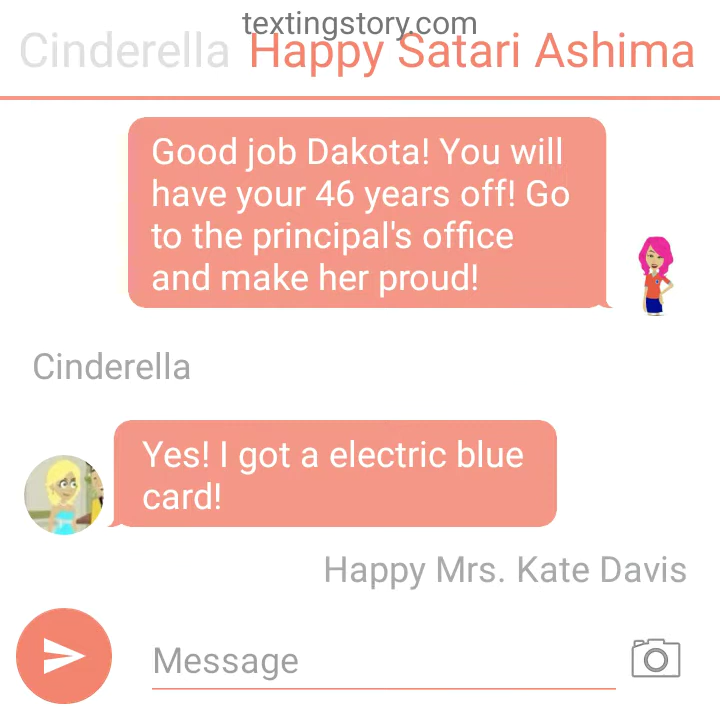 textingstory.com
Cinderella Happy Satari Ashima
Good job Dakota! You will
have your 46 years off! Go
to the principal's office
and make her proud!
Cinderella
Yes! I got a electric blue
card!
Happy Mrs. Kate Davis
Message